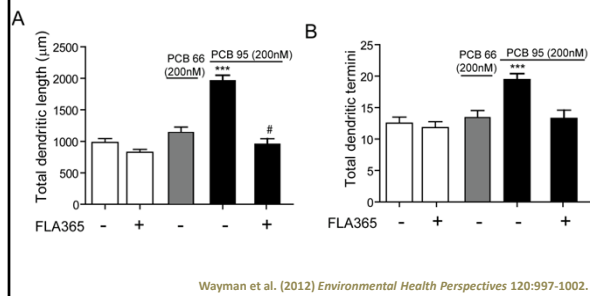 A
Total dendritic length (µm)
2500
2000
1500
1000
500
0
PCB 66
(200nM)
PCB 95 (200nM)
***
#
FLA365 - + - - +
B
Total dendritic termini
25
20
15
10
5
0
PCB 66
(200nM)
PCB 95 (200nM)
***
FLA365 - + - - +
Wayman et al. (2012) Environmental Health Perspectives 120:997-1002.